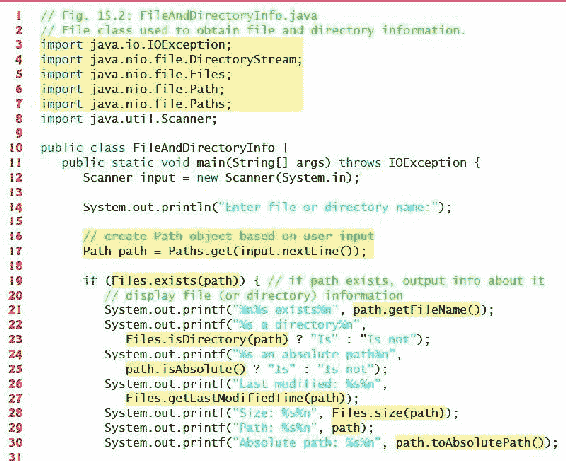 1 // Fig. 15.2: FileAndDirectoryInfo.java
2 // File class used to obtain file and directory information.
3 import java.io.IOException;
4 import java.nio.file.DirectoryStream;
5 import java.nio.file.Files;
6 import java.nio.file.Path;
7 import java.nio.file.Paths;
8 import java.util.Scanner;
9
10 public class FileAndDirectoryInfo {
11 public static void main(String[] args) throws IOException {
12 Scanner input = new Scanner(System.in);
13
14 System.out.println("Enter file or directory name:");
15
16 // create Path object based on user input
17 Path path = Paths.get(input.nextLine());
18
19 if (Files.exists(path)) { // if path exists, output info about it
20 // display file (or directory) information
21 System.out.printf("%n%s exists%n", path.getFileName());
22 System.out.printf("%s a directory%n",
23 Files.isDirectory(path) ? "Is" : "Is not");
24 System.out.printf("%s an absolute path%n",
25 path.isAbsolute() ? "Is" : "Is not");
26 System.out.printf("Last modified: %s%n",
27 Files.getLastModifiedTime(path));
28 System.out.printf("Size: %s%n", Files.size(path));
29 System.out.printf("Path: %s%n", path);
30 System.out.printf("Absolute path: %s%n", path.toAbsolutePath());
31